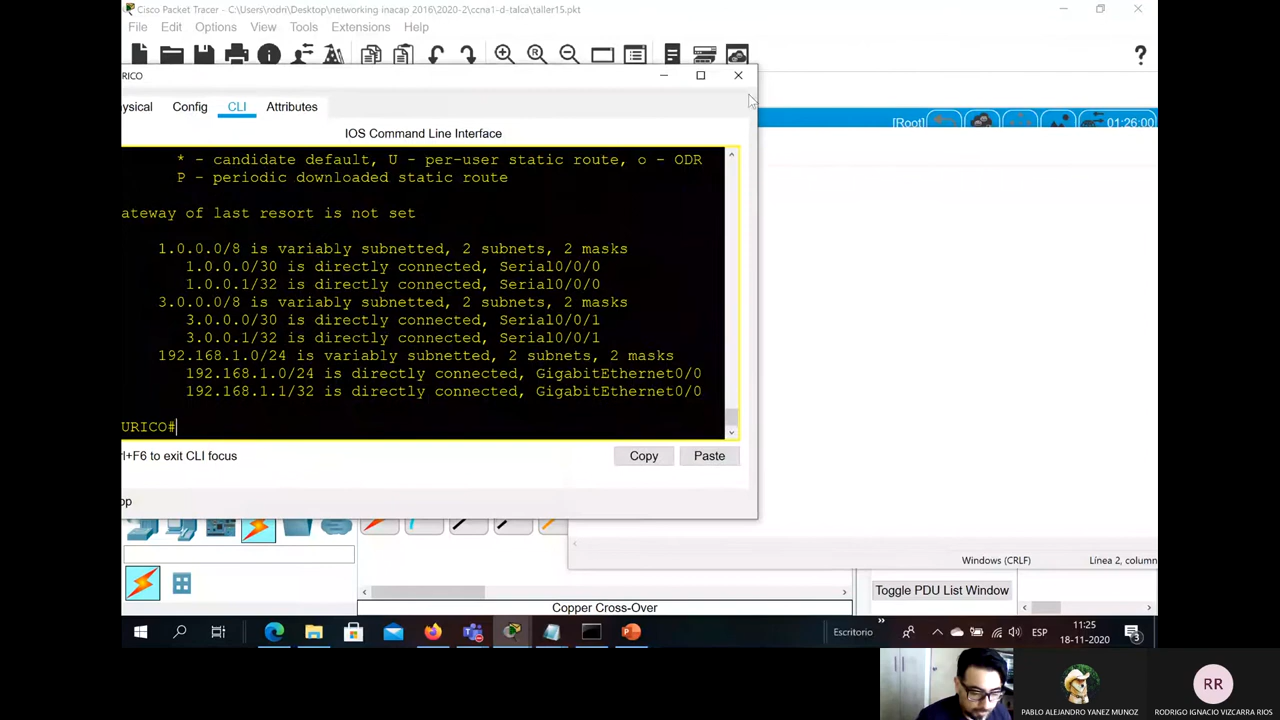 Cisco Packet Tracer - C:\Users\rodri\Desktop\networking inacap 2016\2020-2\ccna1-d-talca\taller15.pkt
File Edit Options View Tools Extensions Help
RICO
ysical Config CLI Attributes
[Root] 01:26:00
IOS Command Line Interface
* - candidate default, U - per-user static route, o - ODR
P - periodic downloaded static route
ateway of last resort is not set
1.0.0.0/8 is variably subnetted, 2 subnets, 2 masks
1.0.0.0/30 is directly connected, Serial0/0/0
1.0.0.1/32 is directly connected, Serial0/0/0
3.0.0.0/8 is variably subnetted, 2 subnets, 2 masks
3.0.0.0/30 is directly connected, Serial0/0/1
3.0.0.1/32 is directly connected, Serial0/0/1
192.168.1.0/24 is variably subnetted, 2 subnets, 2 masks
192.168.1.0/24 is directly connected, GigabitEthernet0/0
192.168.1.1/32 is directly connected, GigabitEthernet0/0
URICO#
rl+F6 to exit CLI focus
Copy Paste
op
Windows (CRLF) Línea 2, column
Toggle PDU List Window
Copper Cross-Over
Escritorio » ESP 11:25
18-11-2020 3
RR
PABLO ALEJANDRO YANEZ MUNOZ RODRIGO IGNACIO VIZCARRA RIOS